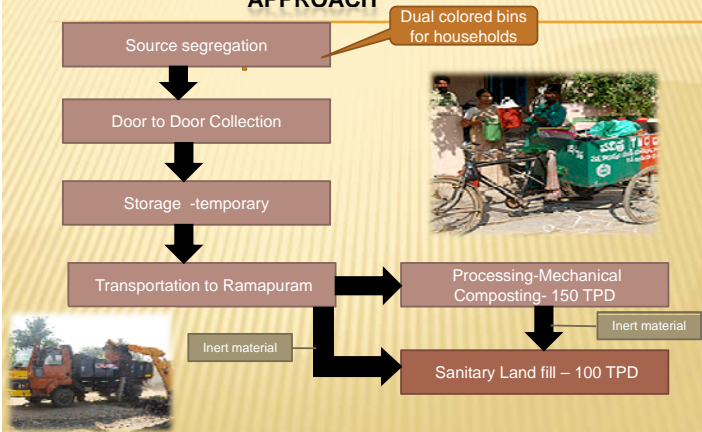 APPROACH
Dual colored bins
for households
Source segregation
Door to Door Collection
Storage -temporary
Transportation to Ramapuram
Processing-Mechanical
Composting- 150 TPD
Inert material
Inert material
Sanitary Land fill – 100 TPD